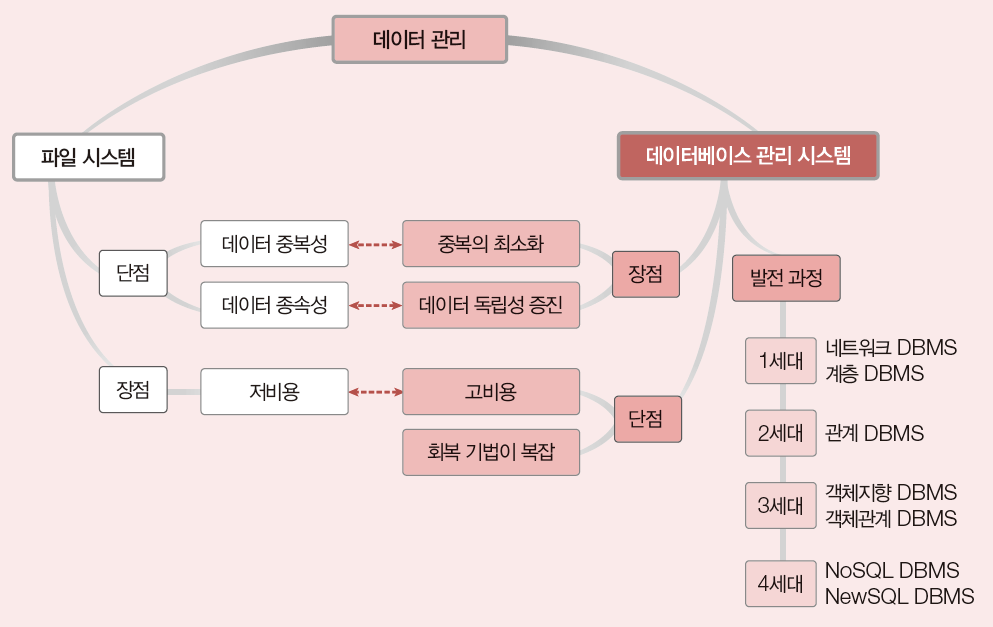 데이터 관리
파일 시스템
데이터베이스 관리 시스템
단점
데이터 중복성
중복의 최소화
장점
발전 과정
데이터 종속성
데이터 독립성 증진
장점
저비용
고비용
단점
회복 기법이 복잡
1세대
네트워크 DBMS
계층 DBMS
2세대
관계 DBMS
3세대
객체지향 DBMS
객체관계 DBMS
4세대
NoSQL DBMS
NewSQL DBMS